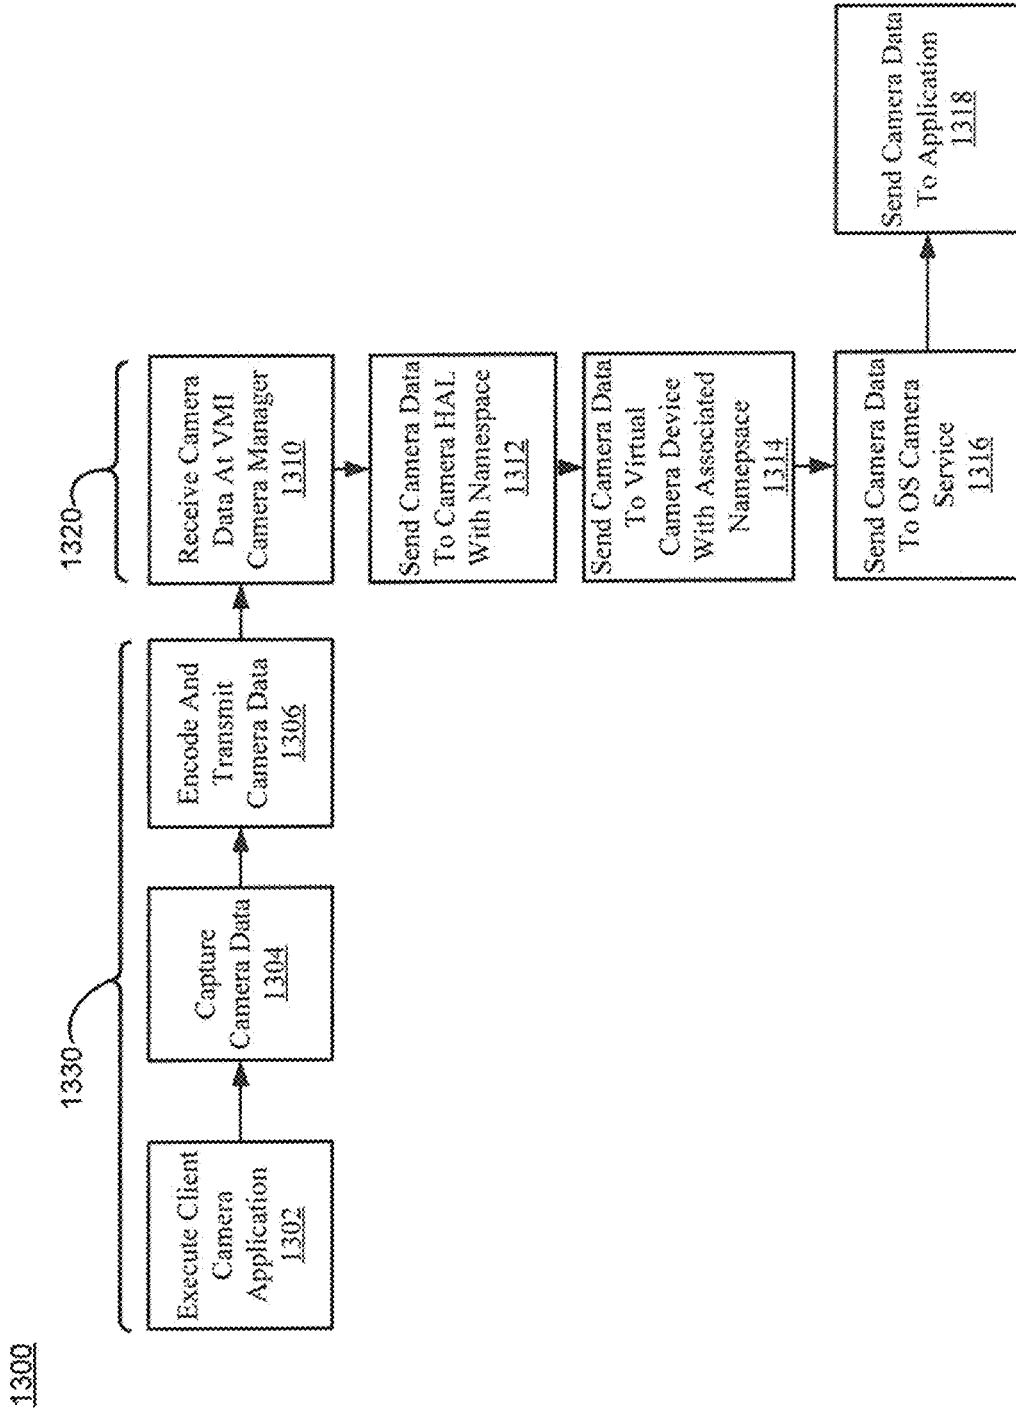 1300
1330
1320
Execute Client
Camera
Application
1302
Capture
Camera Data
1304
Encode And
Transmit
Camera Data
1306
Receive Camera
Data At VMI
Camera Manager
1310
Send Camera Data
To Camera HAL
With Namespace
1312
Send Camera Data
To Virtual
Camera Device
With Associated
Namepsace
1314
Send Camera Data
To OS Camera
Service
1316
Send Camera Data
To Application
1318